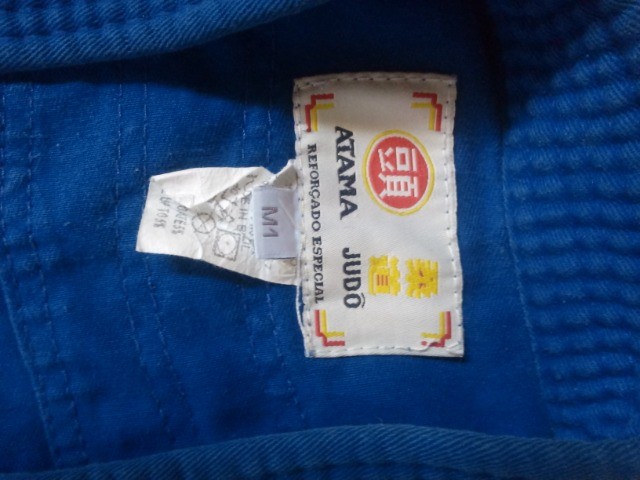 頭
柔道
ATAMA JUDÔ
REFORÇADO ESPECIAL
M1